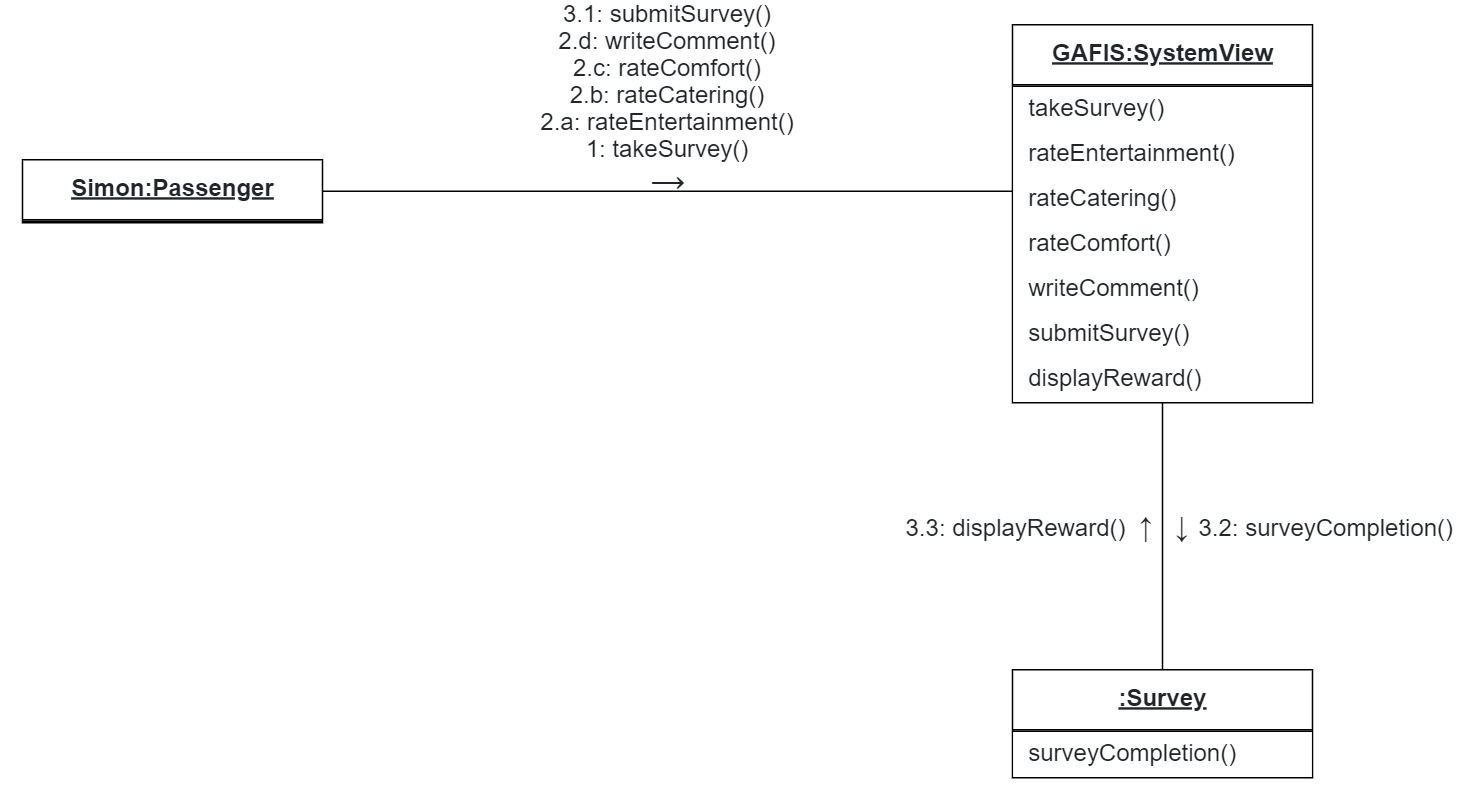 3.1: submitSurvey()
2.d: writeComment()
2.c: rateComfort()
2.b: rateCatering()
2.a: rateEntertainment()
1: takeSurvey()
→
Simon:Passenger
GAFIS:SystemView
takeSurvey()
rateEntertainment()
rateCatering()
rateComfort()
writeComment()
submitSurvey()
displayReward()
3.3: displayReward() ↑
↓ 3.2: surveyCompletion()
:Survey
surveyCompletion()